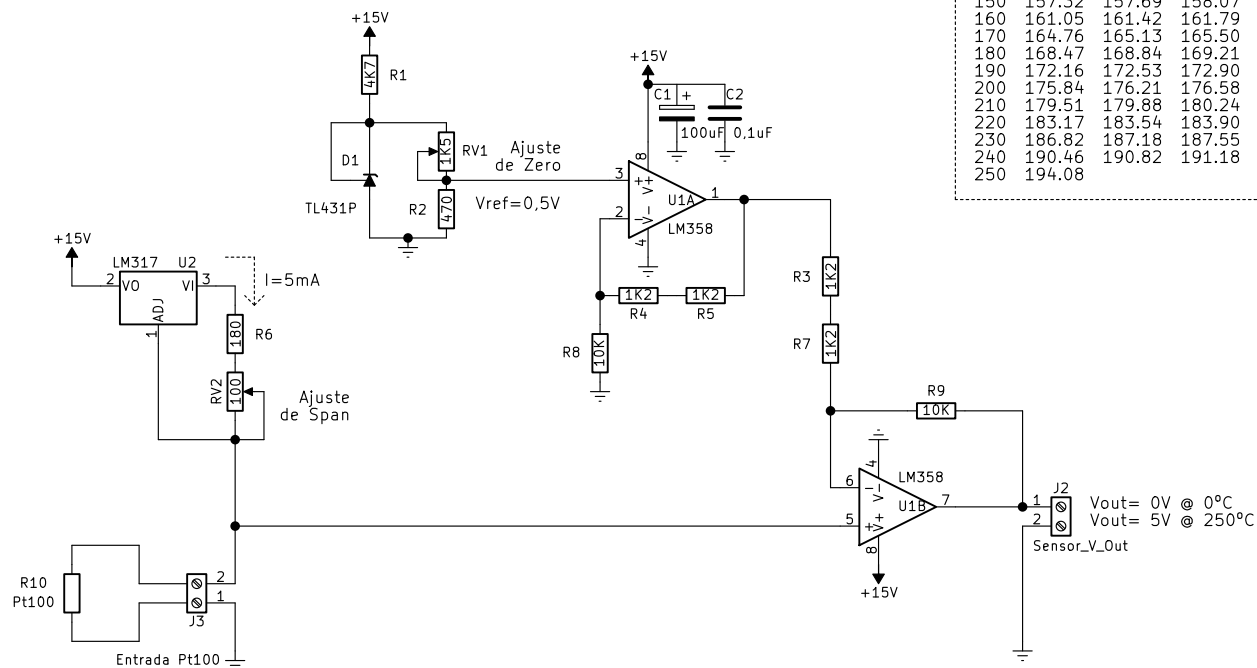 150 157.32 157.69 158.07
160 161.05 161.42 161.79
170 164.76 165.13 165.50
180 168.47 168.84 169.21
190 172.16 172.53 172.90
200 175.84 176.21 176.58
210 179.51 179.88 180.24
220 183.17 183.54 183.90
230 186.82 187.18 187.55
240 190.46 190.82 191.18
250 194.08
+15V
4K7
R1
D1
TL431P
1K5
RV1
Ajuste
de Zero
R2
470
Vref=0,5V
+15V
C1
+
100uF
C2
0,1uF
3
2
8
4
1
+
V+
-
V-
U1A
LM358
1K2
R4
1K2
R5
R8
10K
R3
1K2
R7
1K2
R9
10K
+15V
LM317
U2
2
VO
VI
3
ADJ
1
I=5mA
180
R6
RV2
100
Ajuste
de Span
4
LM358
6
-
V-
U1B
7
5
+
V+
8
+15V
J2
1
2
Sensor_V_Out
Vout= 0V @ 0ºC
Vout= 5V @ 250ºC
R10
Pt100
2
1
J3
Entrada Pt100